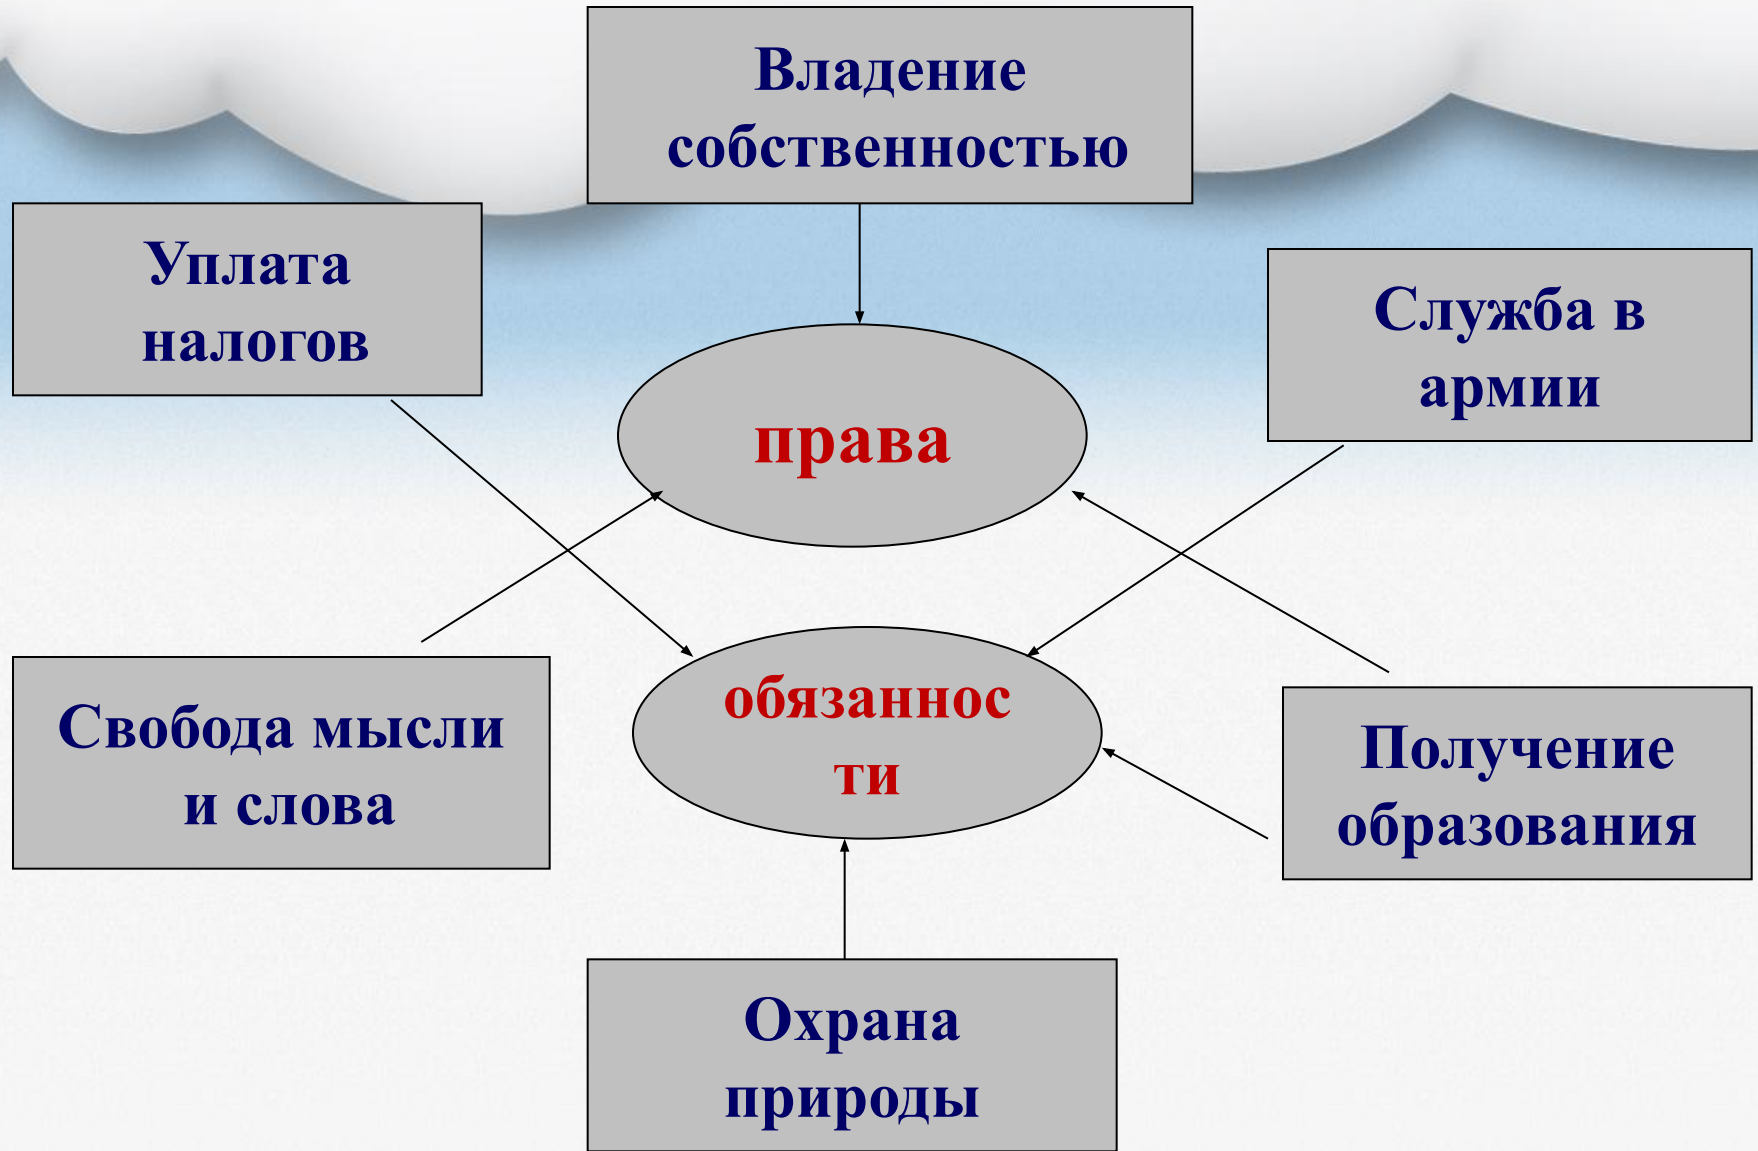 Владение
собственностью
Уплата
налогов
Служба в
армии
права
Свобода мысли
и слова
обязаннос
ти
Получение
образования
Охрана
природы